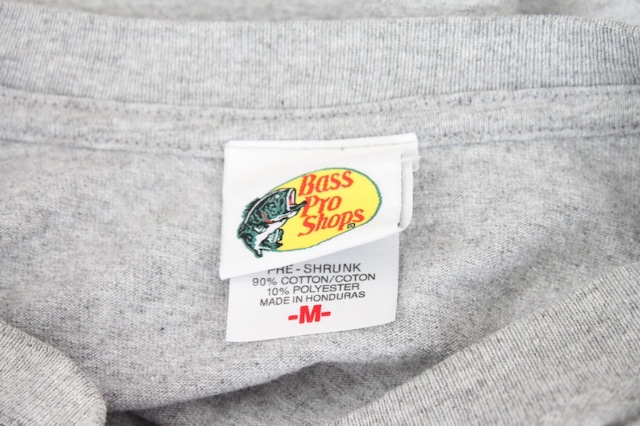 Bass
Pro
Shops®
PRE-SHRUNK
90% COTTON/COTON
10% POLYESTER
MADE IN HONDURAS
-M-